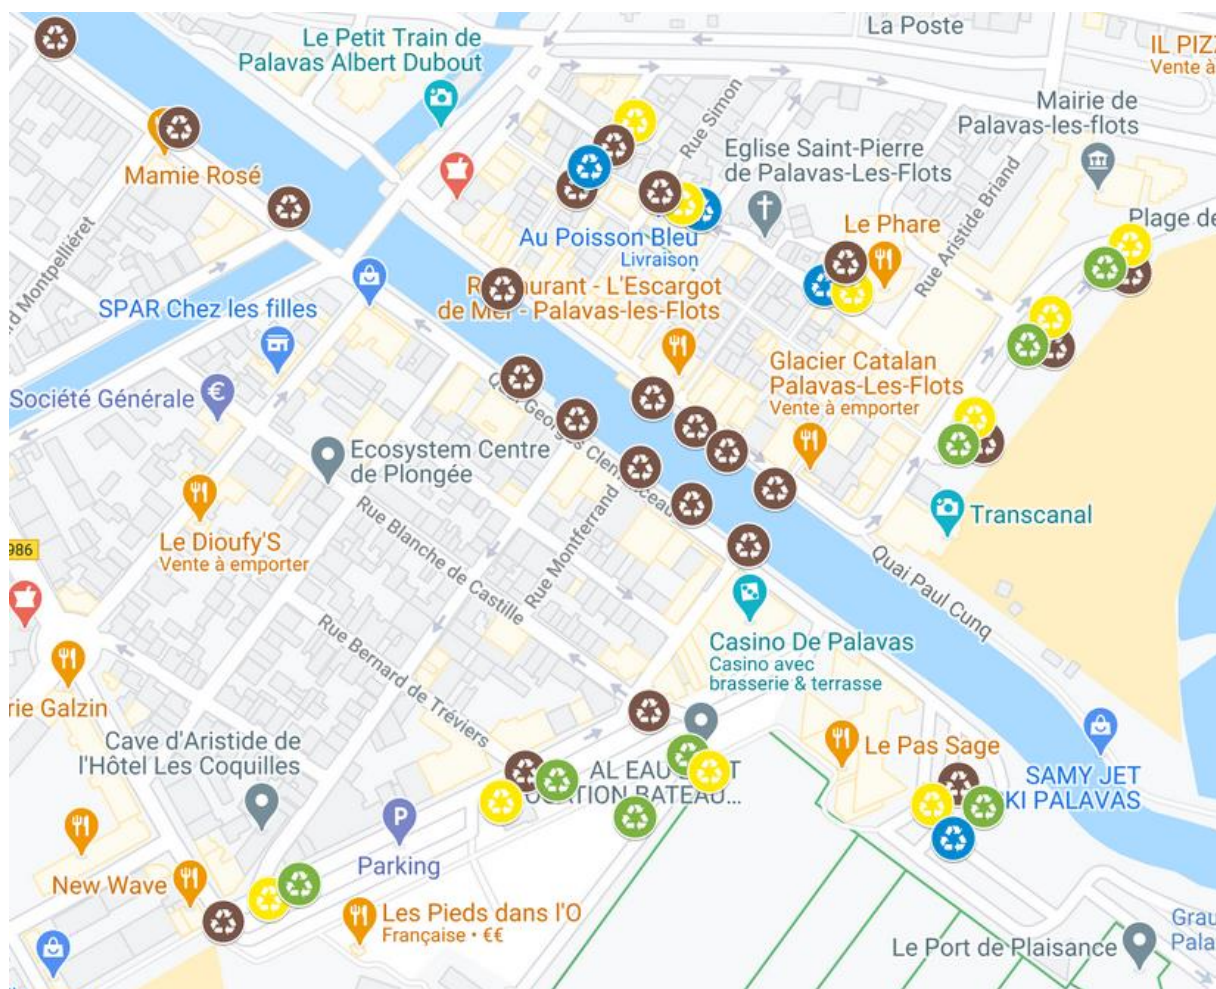 La Poste
IL PIZ
Vente à
Le Petit Train de
Palavas Albert Dubout
Rue Simon
Mairie de
Palavas-les-flots
Eglise Saint-Pierre
de Palavas-Les-Flots
Mamie Rosé
Rue Aristide Briand
Plage de
Le Phare
Au Poisson Bleu
Livraison
rd Montpelliéret
- L'Escargot
de Mer - Palavas-les-Flots
SPAR Chez les filles
Glacier Catalan
Palavas-Les-Flots
Vente à emporter
Société Générale
€
Ecosystem Centre
de Plongée
Rue Blanche de Castille
Rue Montferrand
Transcanal
Le Dioufy'S
Vente à emporter
986
Quai Paul Cunq
Rue Bernard de Tréviers
Casino De Palavas
Casino avec
brasserie & terrasse
rie Galzin
Cave d'Aristide de
l'Hôtel Les Coquilles
Le Pas Sage
AL EAU
BATEAU...
SAMY JET
KI PALAVAS
P
Parking
New Wave
Les Pieds dans l'O
Française • €€
Le Port de Plaisance
Grau
Pala